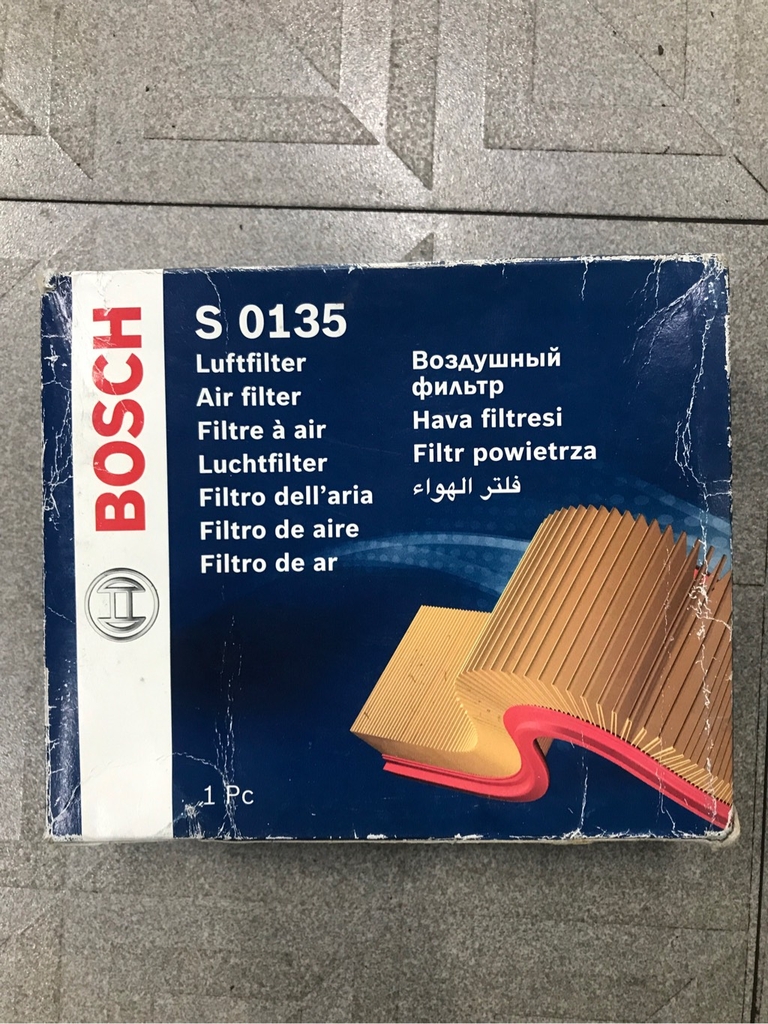 BOSCH
S 0135
Luftfilter
Air filter
Filtre à air
Luchtfilter
Filtro dell'aria
Filtro de aire
Filtro de ar
Воздушный
фильтр
Hava filtresi
Filtr powietrza
فلتر الهواء
1 Pc